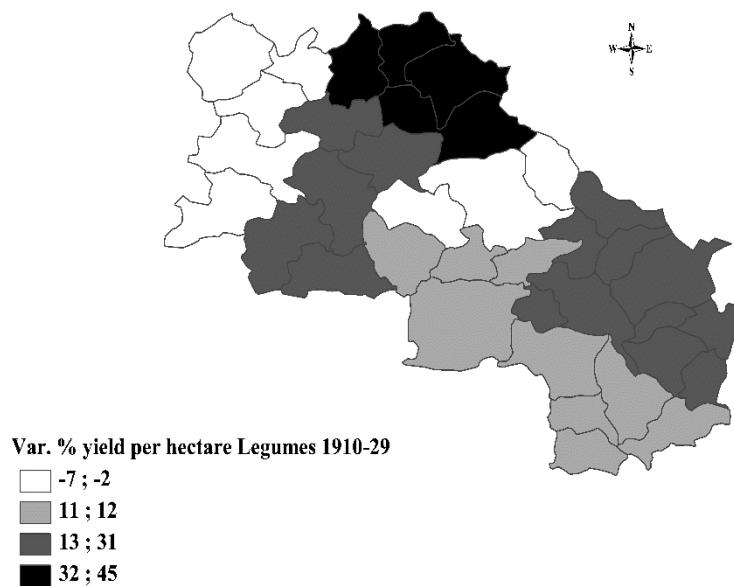 N
W E
S
Var. % yield per hectare Legumes 1910-29
-7 ; -2
11 ; 12
13 ; 31
32 ; 45